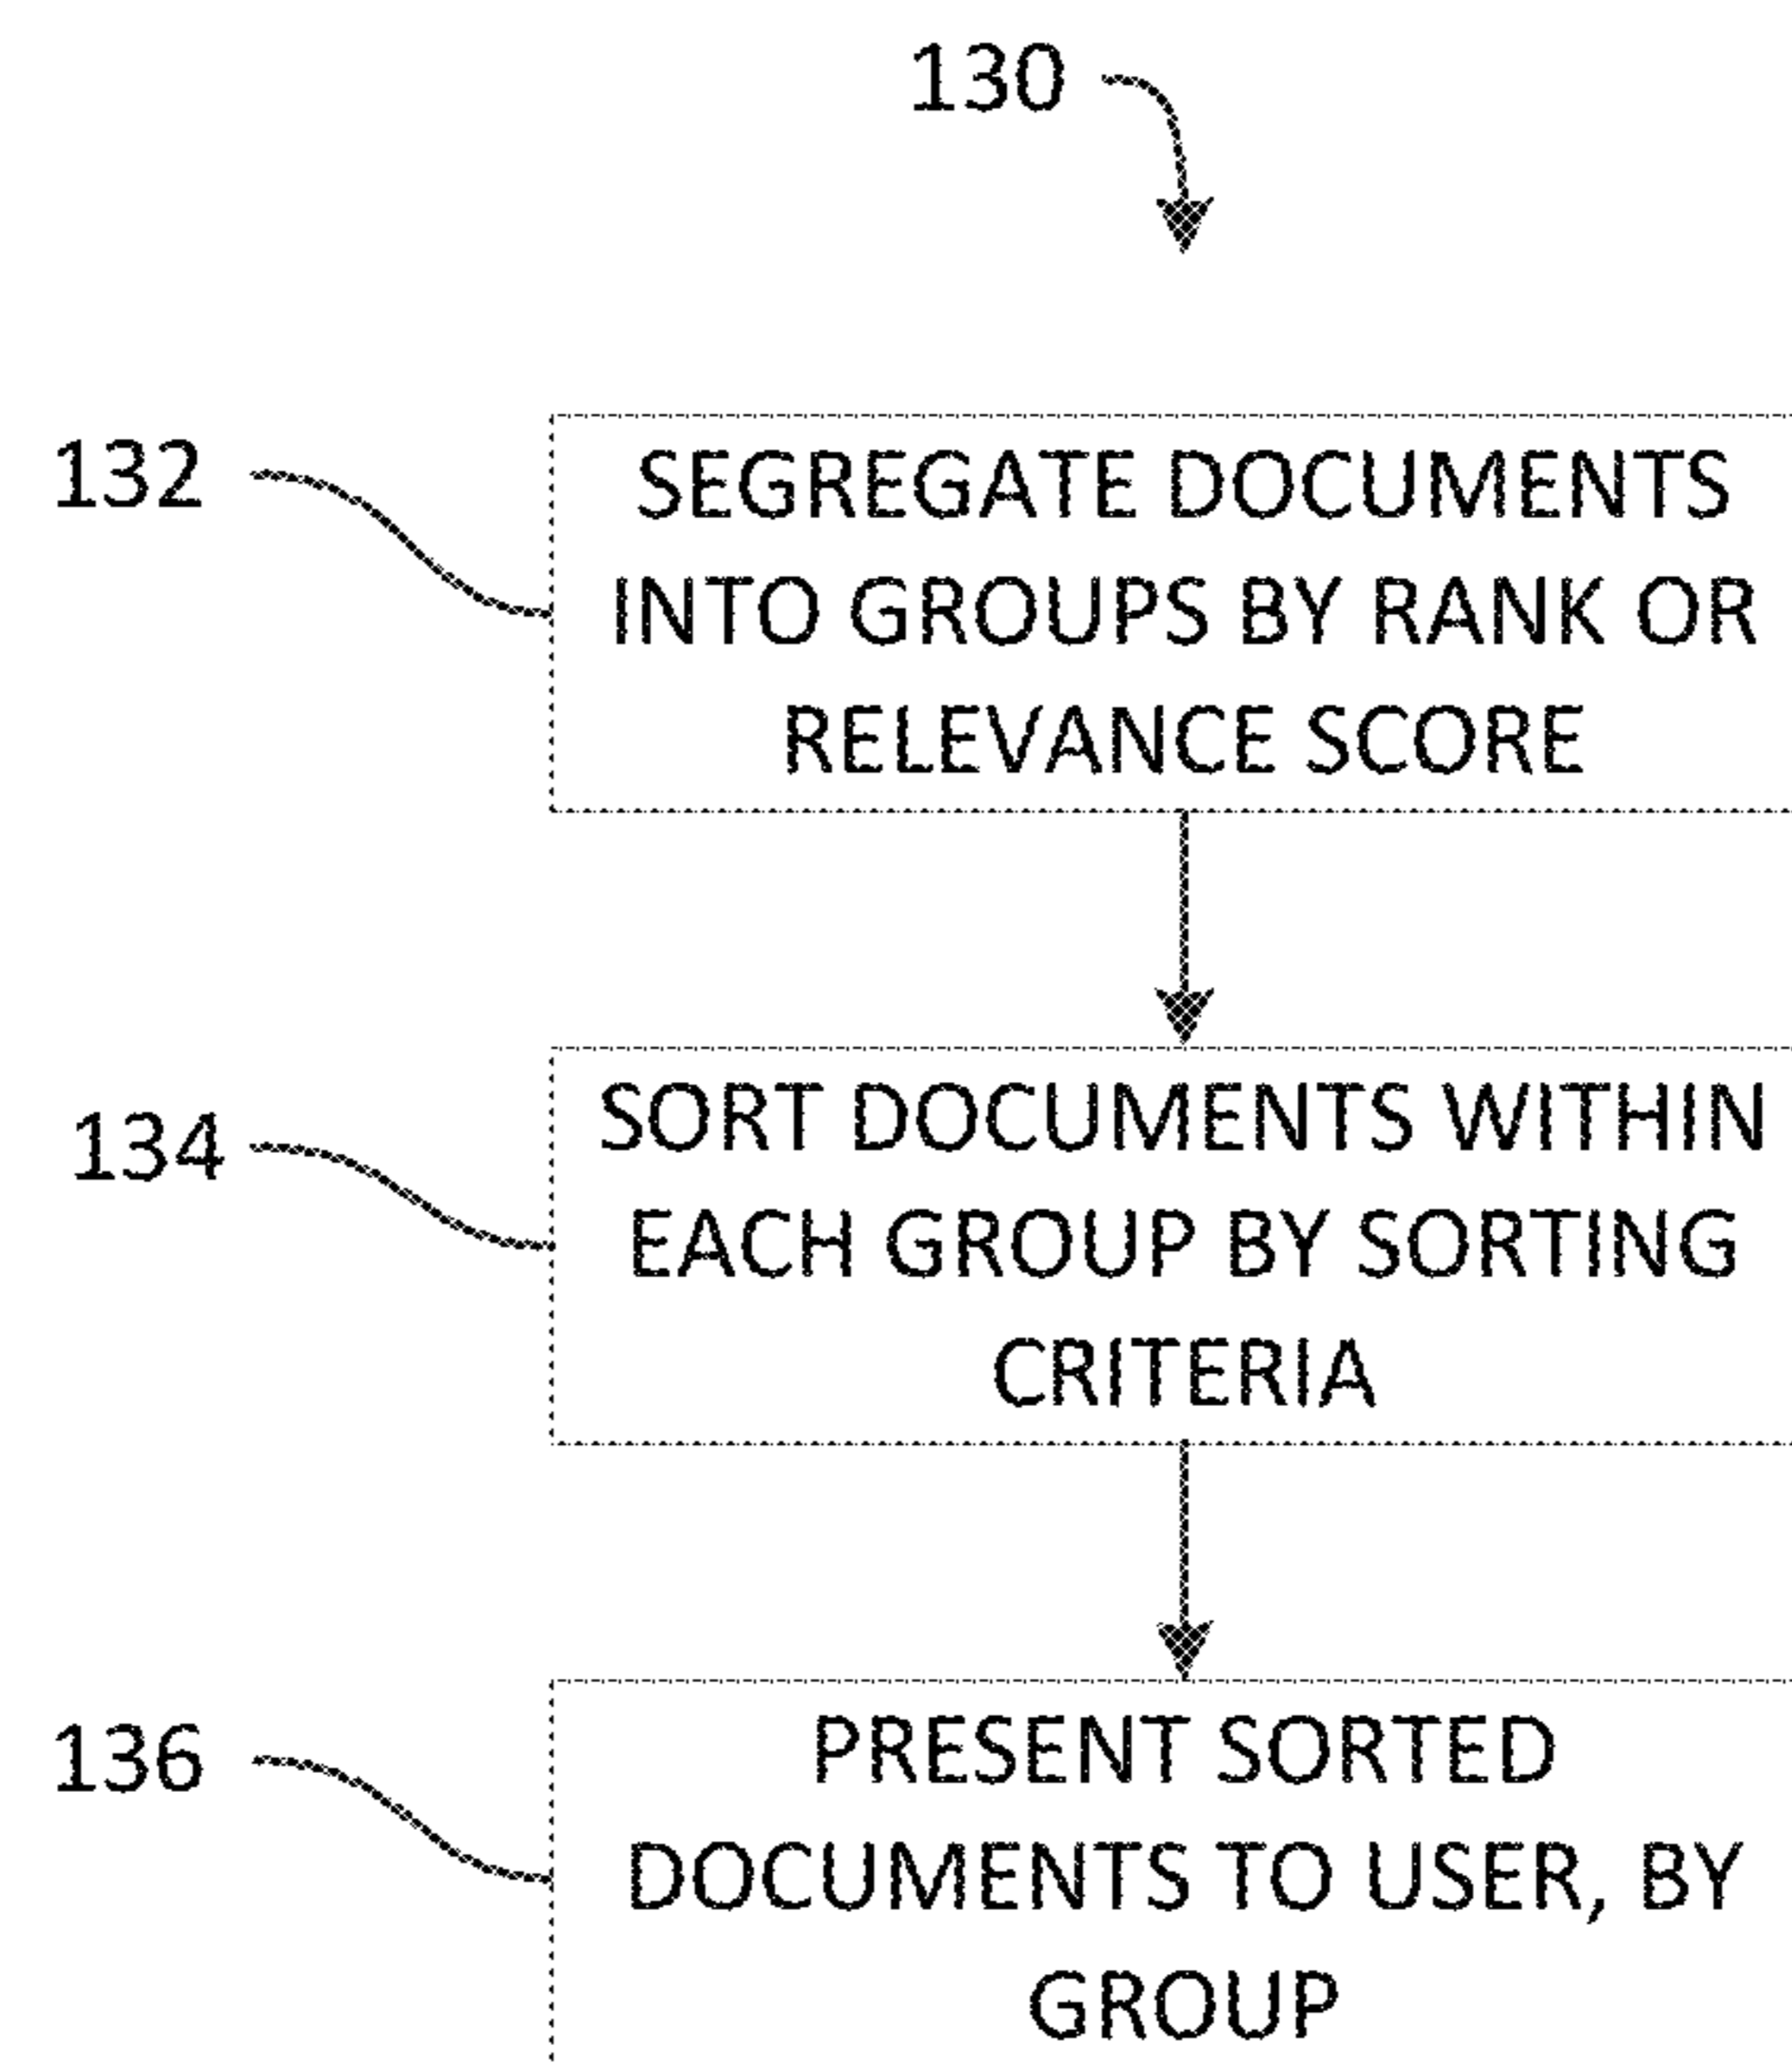 130
132
SEGREGATE DOCUMENTS
INTO GROUPS BY RANK OR
RELEVANCE SCORE
134
SORT DOCUMENTS WITHIN
EACH GROUP BY SORTING
CRITERIA
136
PRESENT SORTED
DOCUMENTS TO USER, BY
GROUP